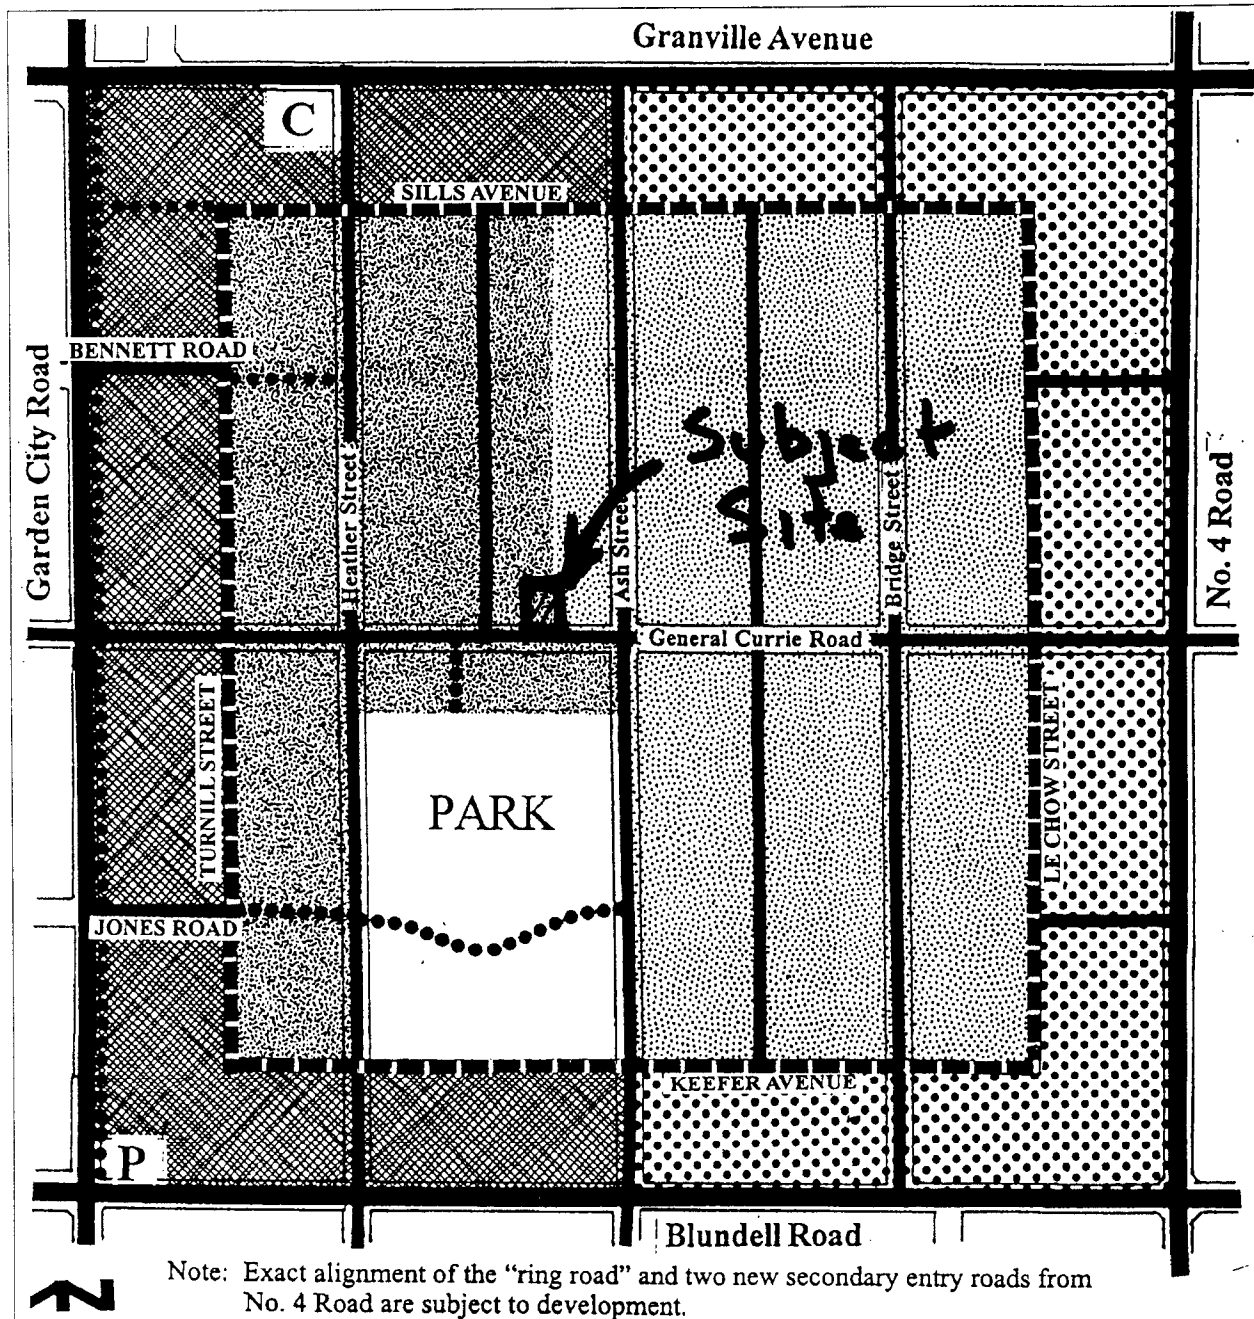 Granville Avenue
C
SILLS AVENUE
BENNETT ROAD
Garden City Road
Heather Street
Subject
Site
Ash Street
Bridge Street
No. 4 Road
General Currie Road
TURNILL STREET
PARK
LE CHOW STREET
JONES ROAD
KEEFER AVENUE
P
Blundell Road
N
Note: Exact alignment of the “ring road” and two new secondary entry roads from
No. 4 Road are subject to development.